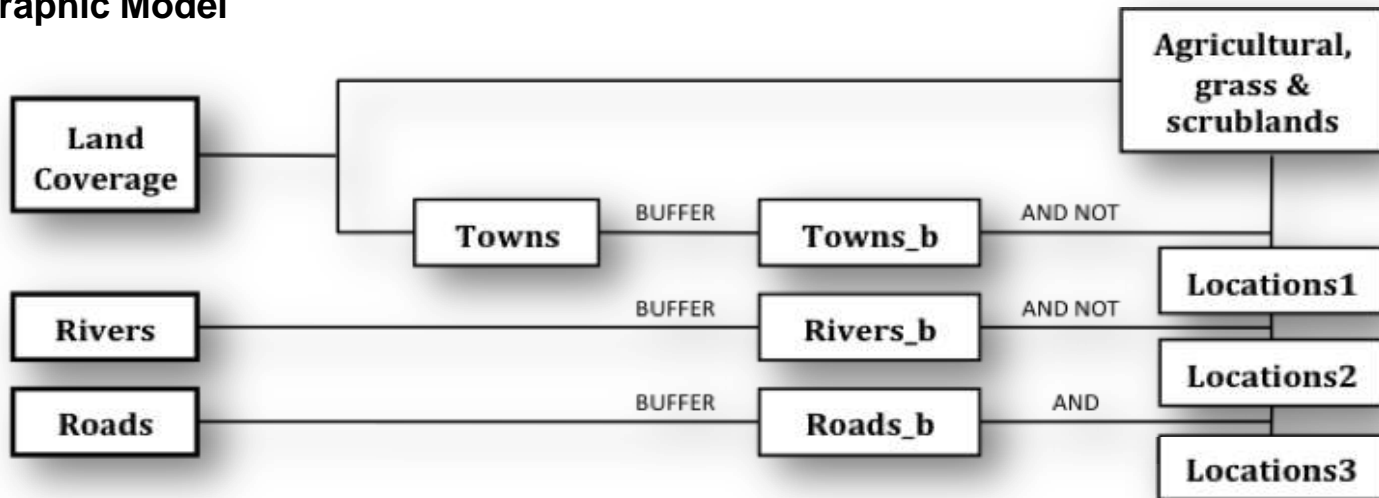 raphic Model
Agricultural,
grass &
scrublands
Land
Coverage
Towns
BUFFER
Towns_b
AND NOT
Locations1
Rivers
BUFFER
Rivers_b
AND NOT
Locations2
Roads
BUFFER
Roads_b
AND
Locations3